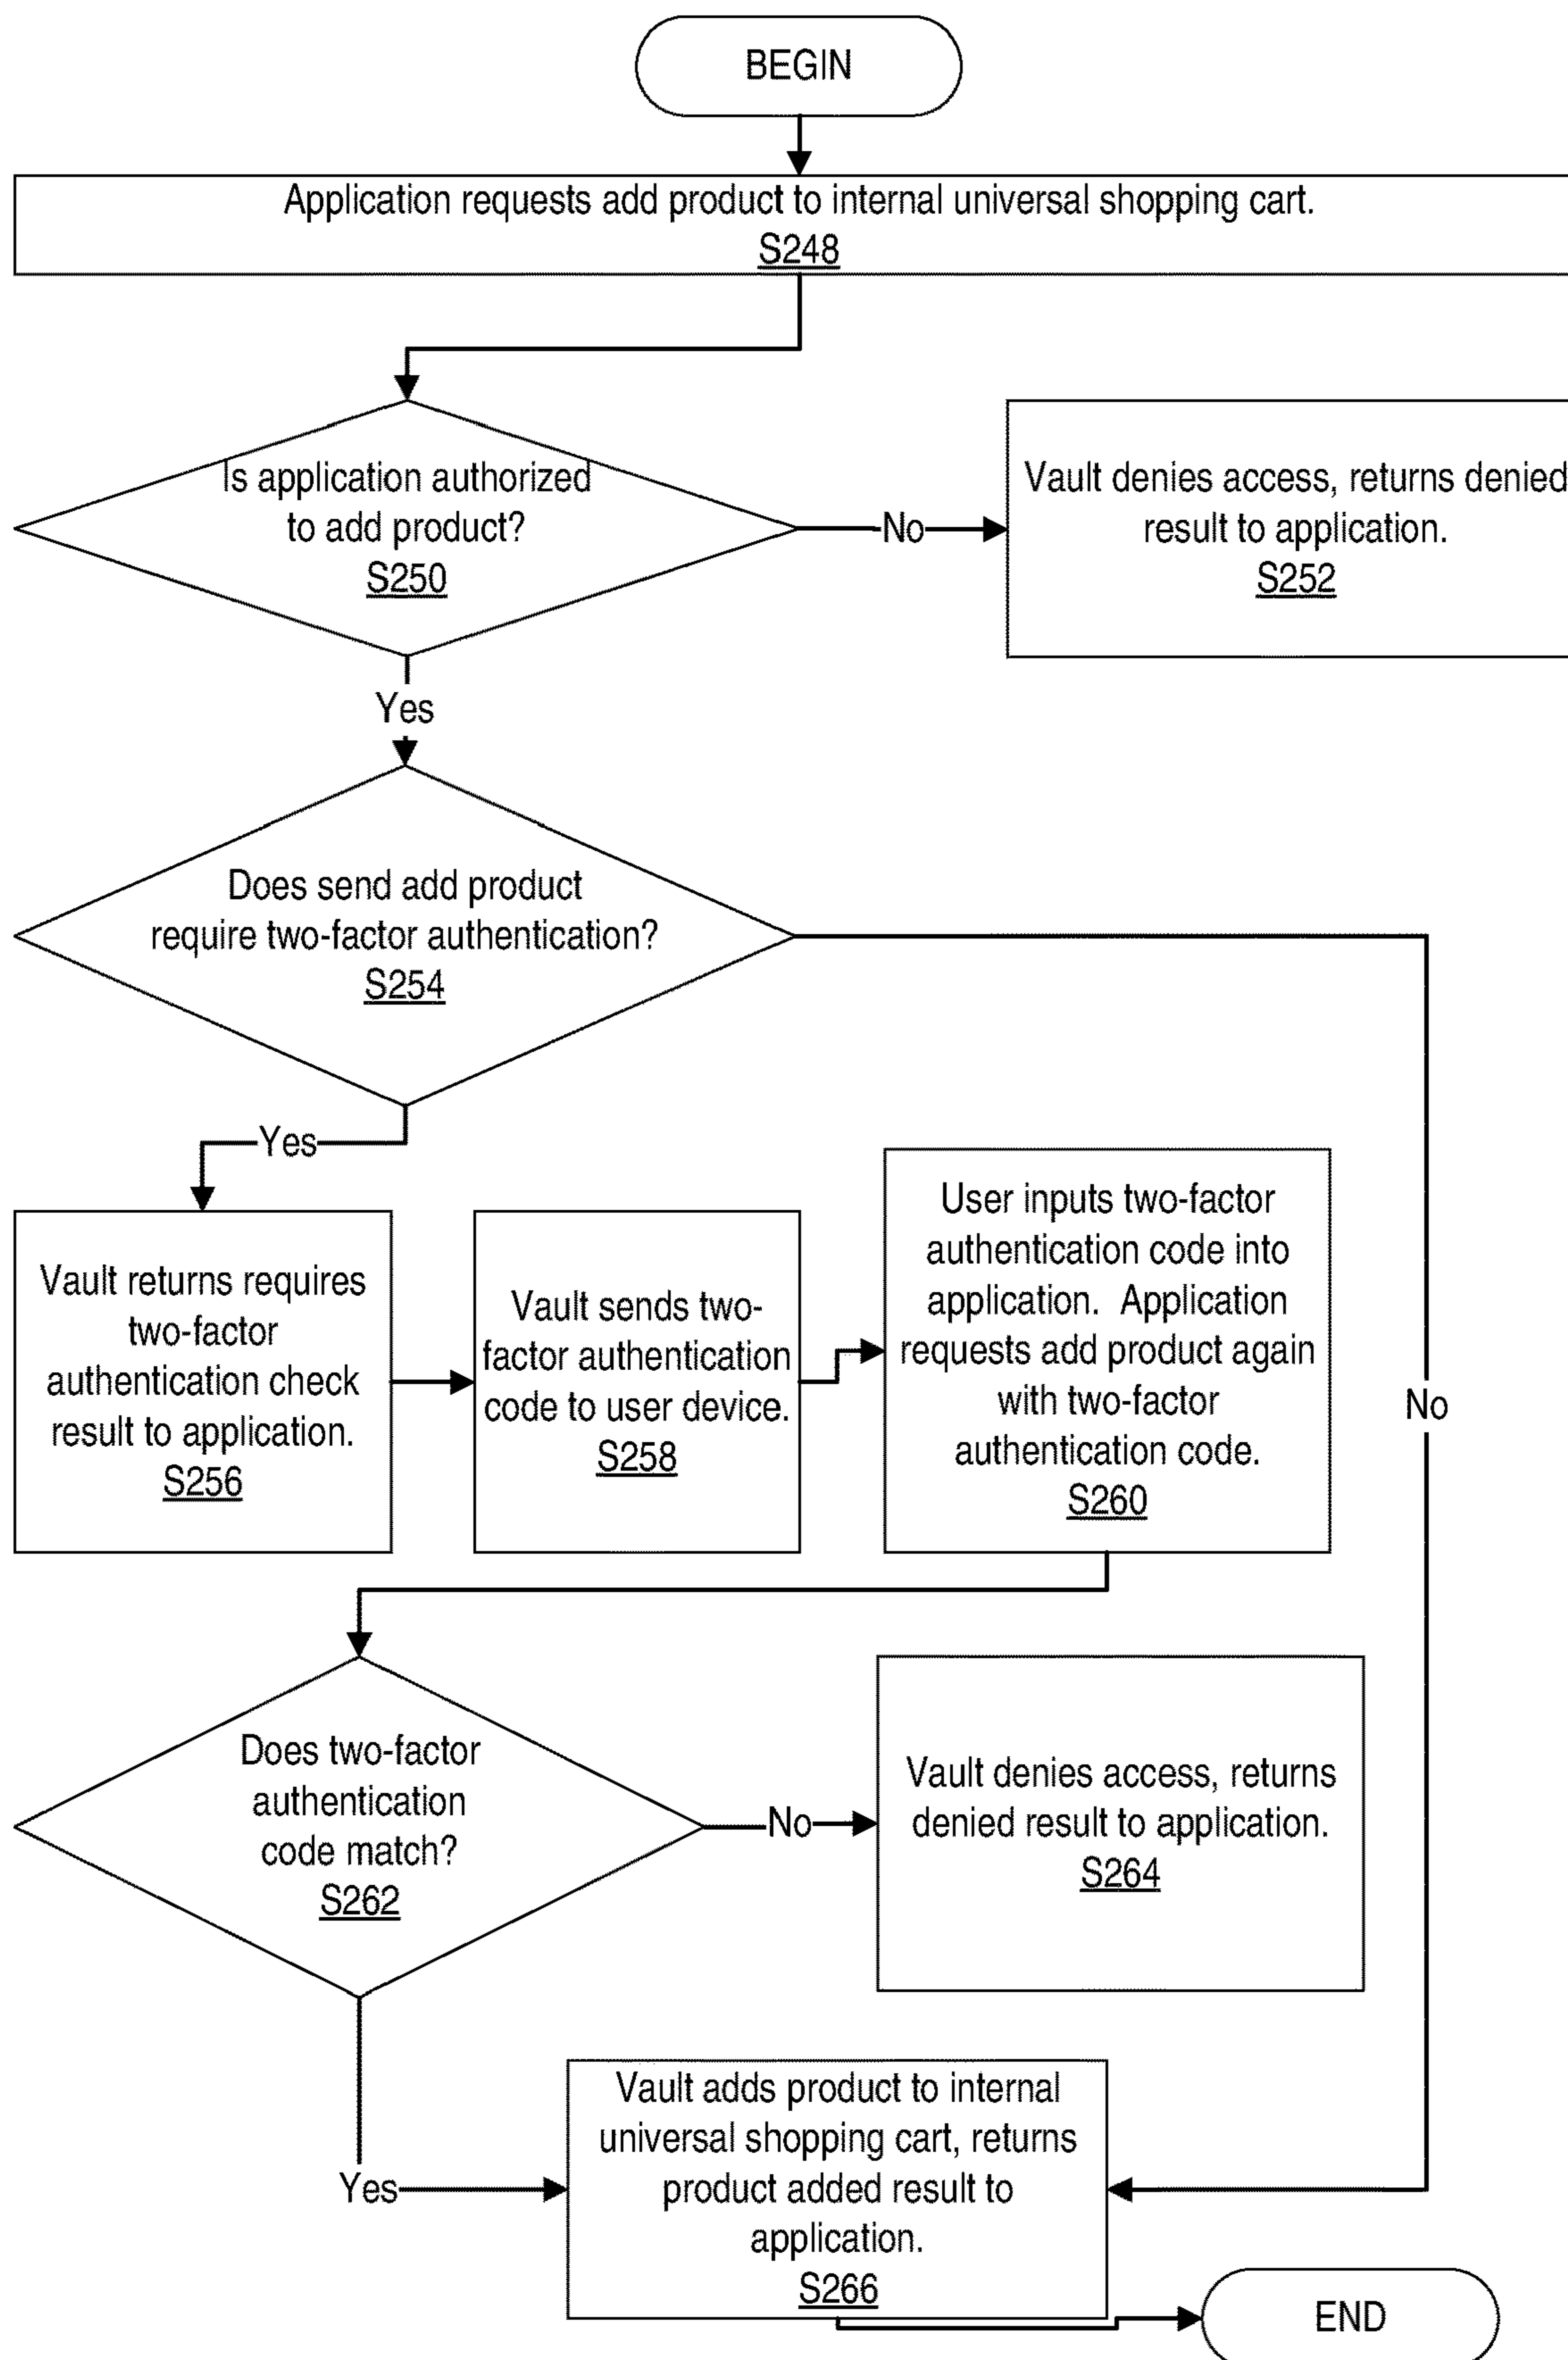 BEGIN
Application requests add product to internal universal shopping cart.
S248
Is application authorized
to add product?
S250
No
Vault denies access, returns denied
result to application.
S252
Yes
Does send add product
require two-factor authentication?
S254
Yes
Vault returns requires
two-factor
authentication check
result to application.
S256
Vault sends two-
factor authentication
code to user device.
S258
User inputs two-factor
authentication code into
application.  Application
requests add product again
with two-factor
authentication code.
S260
No
Does two-factor
authentication
code match?
S262
No
Vault denies access, returns
denied result to application.
S264
Yes
Vault adds product to internal
universal shopping cart, returns
product added result to
application.
S266
END